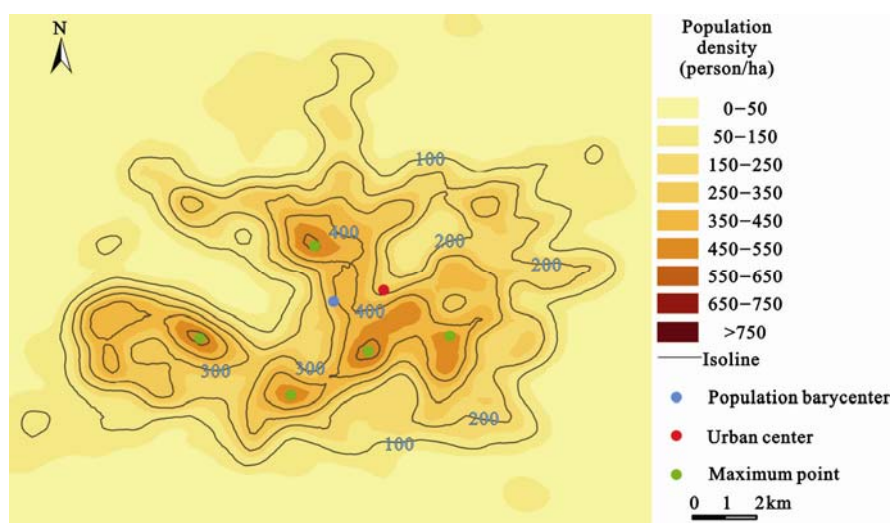 N
100
400
200
200
400
300
300
200
100
Population
density
(person/ha)
0−50
50−150
150−250
250−350
350−450
450−550
550−650
650−750
>750
Isoline
Population barycenter
Urban center
Maximum point
0 1 2km